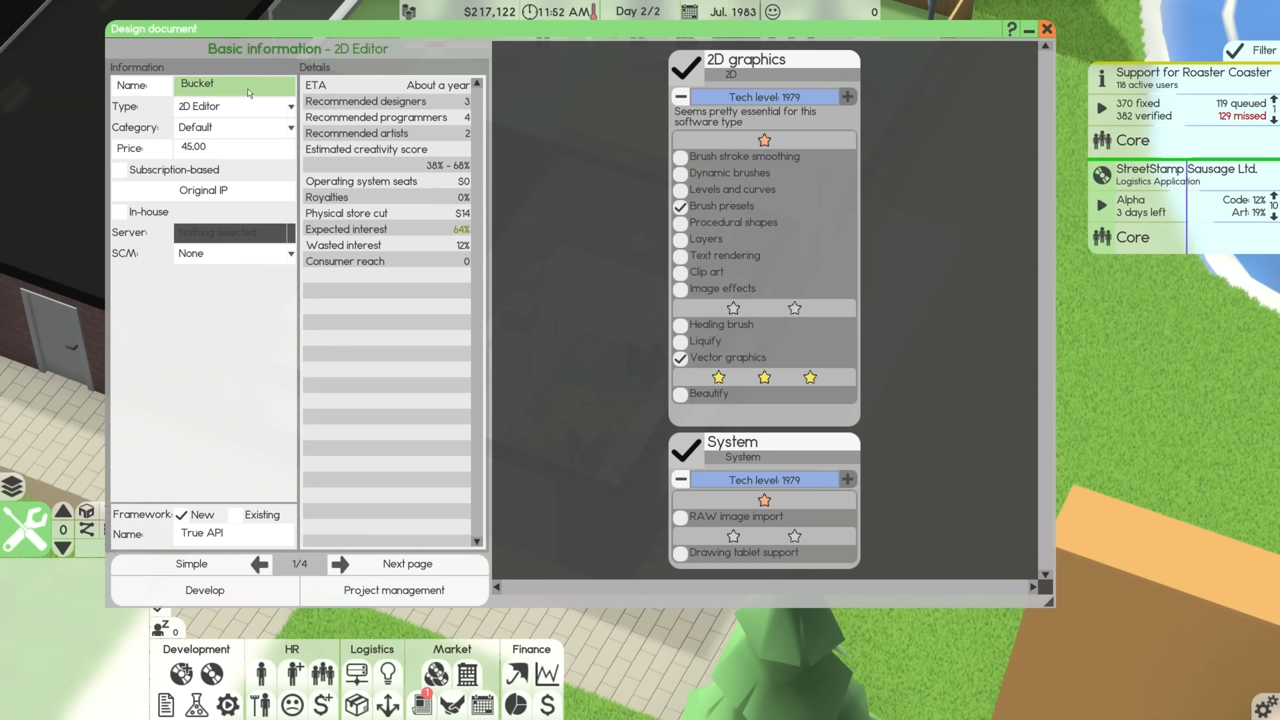 $217,122
11:52 AM
Day 2/2
Jul. 1983
0
Design document
?
Basic information - 2D Editor
Information
Name:
Bucket
Type:
2D Editor
Category:
Default
Price:
45.00
Subscription-based
Original IP
In-house
Server:
Nothing selected
SCM:
None
Framework:
New
Existing
Name:
True API
Details
ETA
About a year
Recommended designers
3
Recommended programmers
4
Recommended artists
2
Estimated creativity score
38% - 68%
Operating system seats
$0
Royalties
0%
Physical store cut
$14
Expected interest
64%
Wasted interest
12%
Consumer reach
0
Simple
1/4
Next page
Develop
Project management
2D graphics
2D
Tech level: 1979
Seems pretty essential for this
software type
Brush stroke smoothing
Dynamic brushes
Levels and curves
Brush presets
Procedural shapes
Layers
Text rendering
Clip art
Image effects
Healing brush
Liquify
Vector graphics
Beautify
System
System
Tech level: 1979
RAW image import
Drawing tablet support
Filter
Support for Roaster Coaster
118 active users
370 fixed
119 queued
382 verified
129 missed
1
Core
StreetStamp Sausage Ltd.
Logistics Application
Alpha
Code: 12%
3 days left
Art: 19%
10
Core
0
Z
0
Development
HR
Logistics
Market
Finance
1